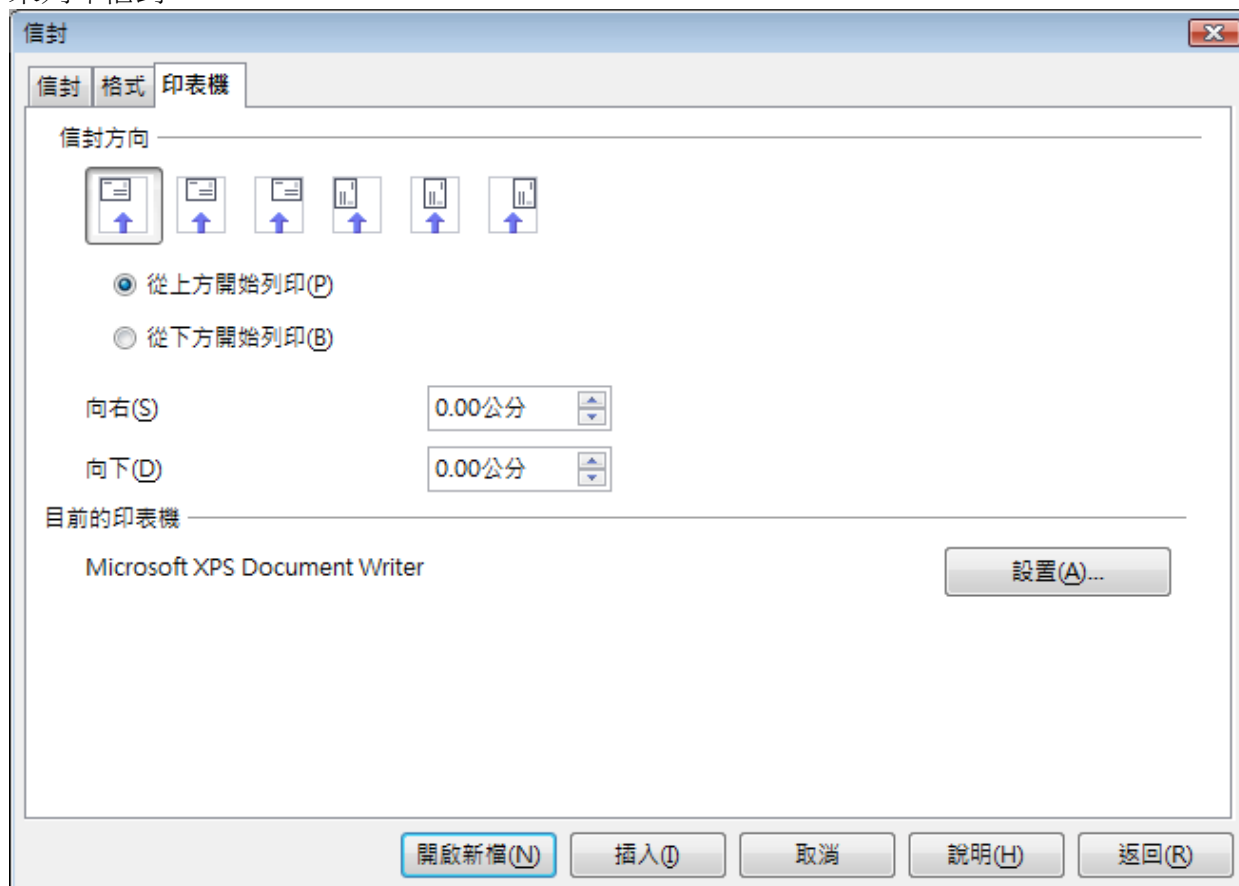 信封
信封 格式 印表機
信封方向
從上方開始列印(P)
從下方開始列印(B)
向右(S) 0.00公分
向下(D) 0.00公分
目前的印表機
Microsoft XPS Document Writer 設置(A)...
開啟新檔(N) 插入(I) 取消 說明(H) 返回(R)